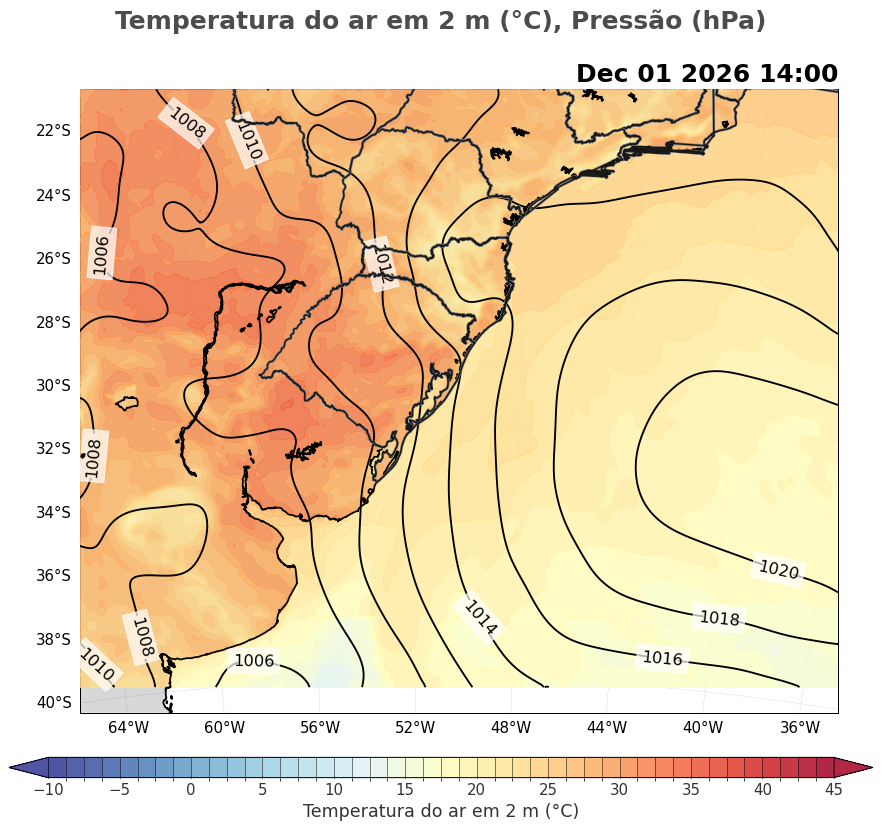 Temperatura do ar em 2 m (°C), Pressão (hPa)
Dec 01 2026 14:00
22°S
24°S
26°S
28°S
30°S
32°S
34°S
36°S
38°S
40°S
1008
1010
1006
1012
1008
1020
1014
1018
1008
1016
1010
1006
64°W 60°W 56°W 52°W 48°W 44°W 40°W 36°W
−10 −5 0 5 10 15 20 25 30 35 40 45
Temperatura do ar em 2 m (°C)